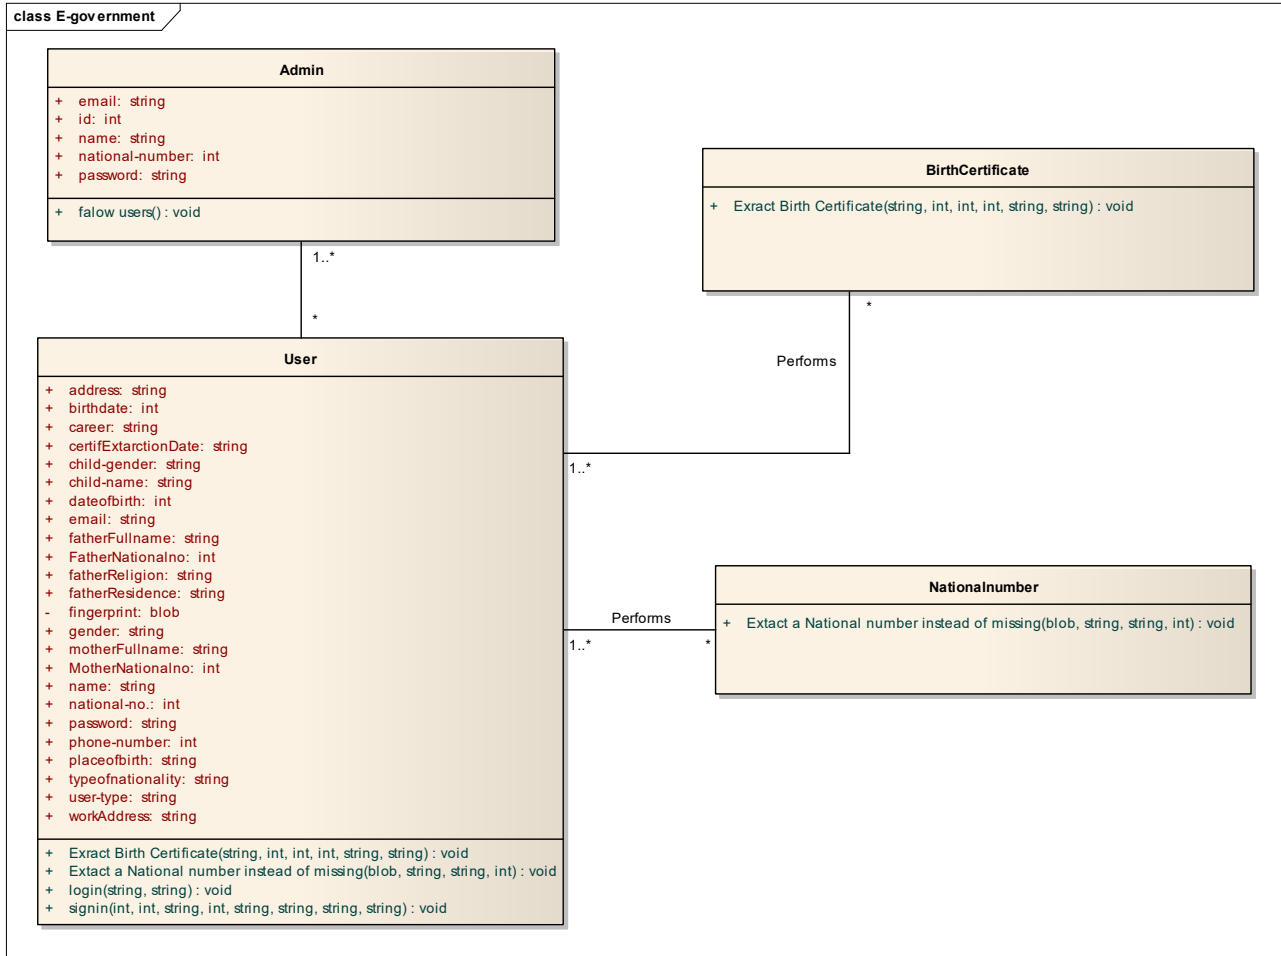 class E-government
Admin
+ email: string
+ id: int
+ name: string
+ national-number: int
+ password: string
+ falow users() : void
1..*
*
BirthCertificate
+ Exract Birth Certificate(string, int, int, int, string, string) : void
*
Performs
1..*
User
+ address: string
+ birthdate: int
+ career: string
+ certifExtarctionDate: string
+ child-gender: string
+ child-name: string
+ dateofbirth: int
+ email: string
+ fatherFullname: string
+ FatherNationalno: int
+ fatherReligion: string
+ fatherResidence: string
- fingerprint: blob
+ gender: string
+ motherFullname: string
+ MotherNationalno: int
+ name: string
+ national-no.: int
+ password: string
+ phone-number: int
+ placeofbirth: string
+ typeofnationality: string
+ user-type: string
+ workAddress: string
+ Exract Birth Certificate(string, int, int, int, string, string) : void
+ Extact a National number instead of missing(blob, string, string, int) : void
+ login(string, string) : void
+ signin(int, int, string, int, string, string, string, string) : void
Performs
1..*
*
Nationalnumber
+ Extact a National number instead of missing(blob, string, string, int) : void